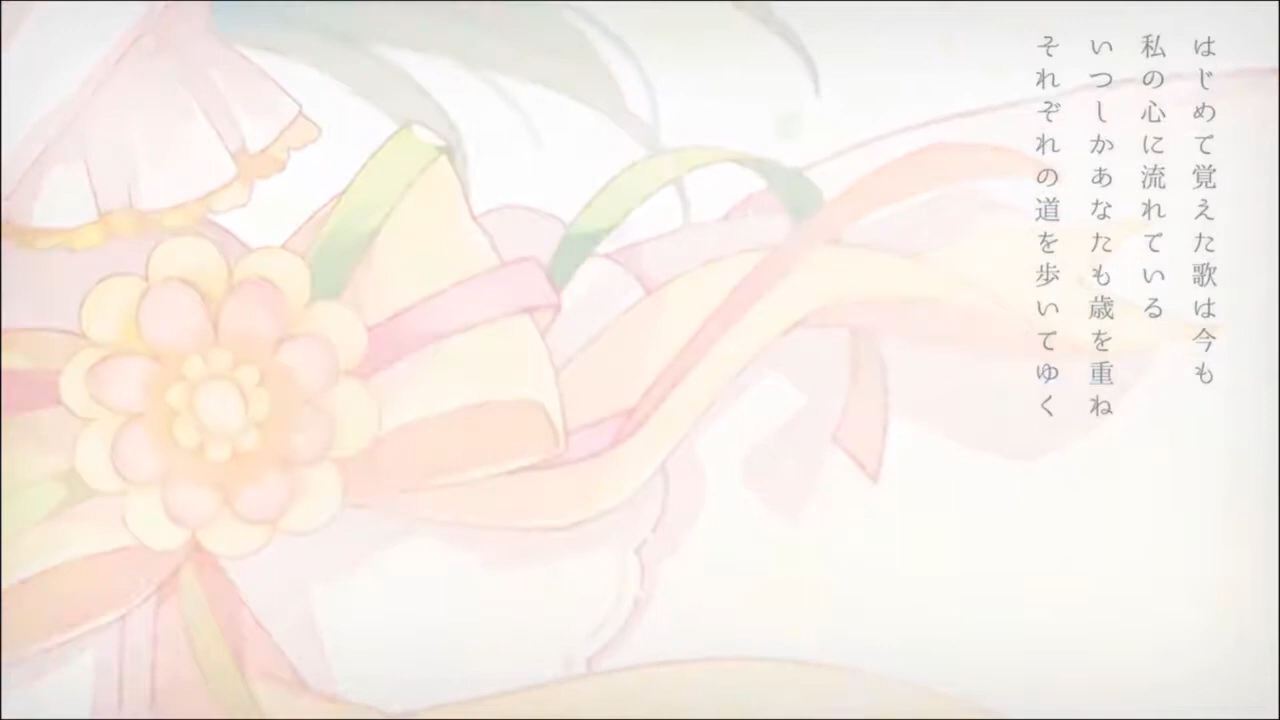 はじめて覚えた歌は今も
私の心に流れている
いつしかあなたも歳を重ね
それぞれの道を歩いてゆく